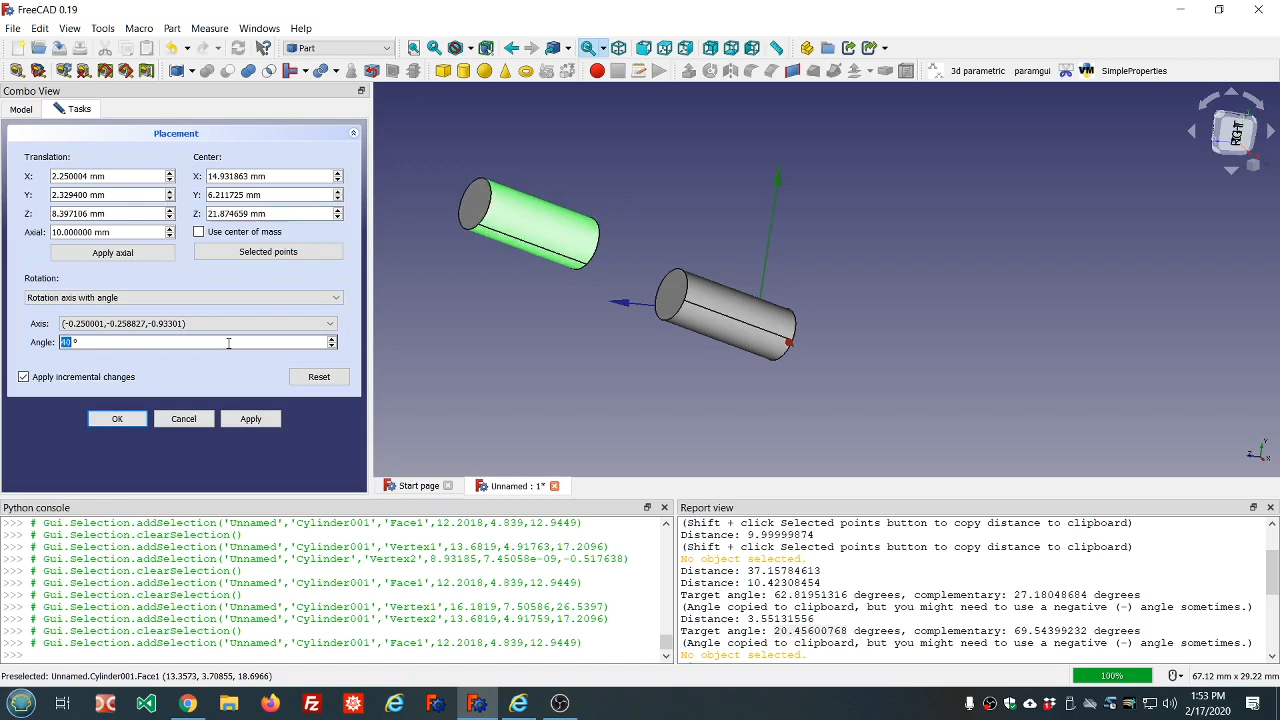 FreeCAD 0.19
File Edit View Tools Macro Part Measure Windows Help
Part
3d parametric paramgui VM SimpleProperties
Combo View
Model Tasks
Placement
Translation: Center:
X: 2.250004 mm X: 14.931863 mm
Y: 2.329400 mm Y: 6.211725 mm
Z: 8.397106 mm Z: 21.874659 mm
Axial: 10.000000 mm Use center of mass
Apply axial Selected points
Rotation:
Rotation axis with angle
Axis: (-0.250001,-0.258827,-0.93301)
Angle: 40 °
Apply incremental changes Reset
OK Cancel Apply
RIGHT
Y
Z X
Start page Unnamed : 1*
Python console
>>> # Gui.Selection.addSelection('Unnamed','Cylinder001','Face1',12.2018,4.839,12.9449)
>>> # Gui.Selection.clearSelection()
>>> # Gui.Selection.addSelection('Unnamed','Cylinder001','Vertex1',13.6819,4.91763,17.2096)
>>> # Gui.Selection.addSelection('Unnamed','Cylinder','Vertex2',8.93185,7.45058e-09,-0.517638)
>>> # Gui.Selection.clearSelection()
>>> # Gui.Selection.addSelection('Unnamed','Cylinder001','Face1',12.2018,4.839,12.9449)
>>> # Gui.Selection.clearSelection()
>>> # Gui.Selection.addSelection('Unnamed','Cylinder001','Vertex1',16.1819,7.50586,26.5397)
>>> # Gui.Selection.addSelection('Unnamed','Cylinder001','Vertex2',13.6819,4.91759,17.2096)
>>> # Gui.Selection.clearSelection()
>>> # Gui.Selection.addSelection('Unnamed','Cylinder001','Face1',12.2018,4.839,12.9449)
>>>
Report view
(Shift + click Selected points button to copy distance to clipboard)
Distance: 9.99999874
(Shift + click Selected points button to copy distance to clipboard)
No object selected.
Distance: 37.15784613
Distance: 10.42308454
Target angle: 62.81951316 degrees, complementary: 27.18048684 degrees
(Angle copied to clipboard, but you might need to use a negative (-) angle sometimes.)
Distance: 3.55131556
Target angle: 20.45600768 degrees, complementary: 69.54399232 degrees
(Angle copied to clipboard, but you might need to use a negative (-) angle sometimes.)
No object selected.
Preselected: Unnamed.Cylinder001.Face1 (13.3573, 3.70855, 18.6966)
100%
67.12 mm x 29.22 mm
1:53 PM
2/17/2020